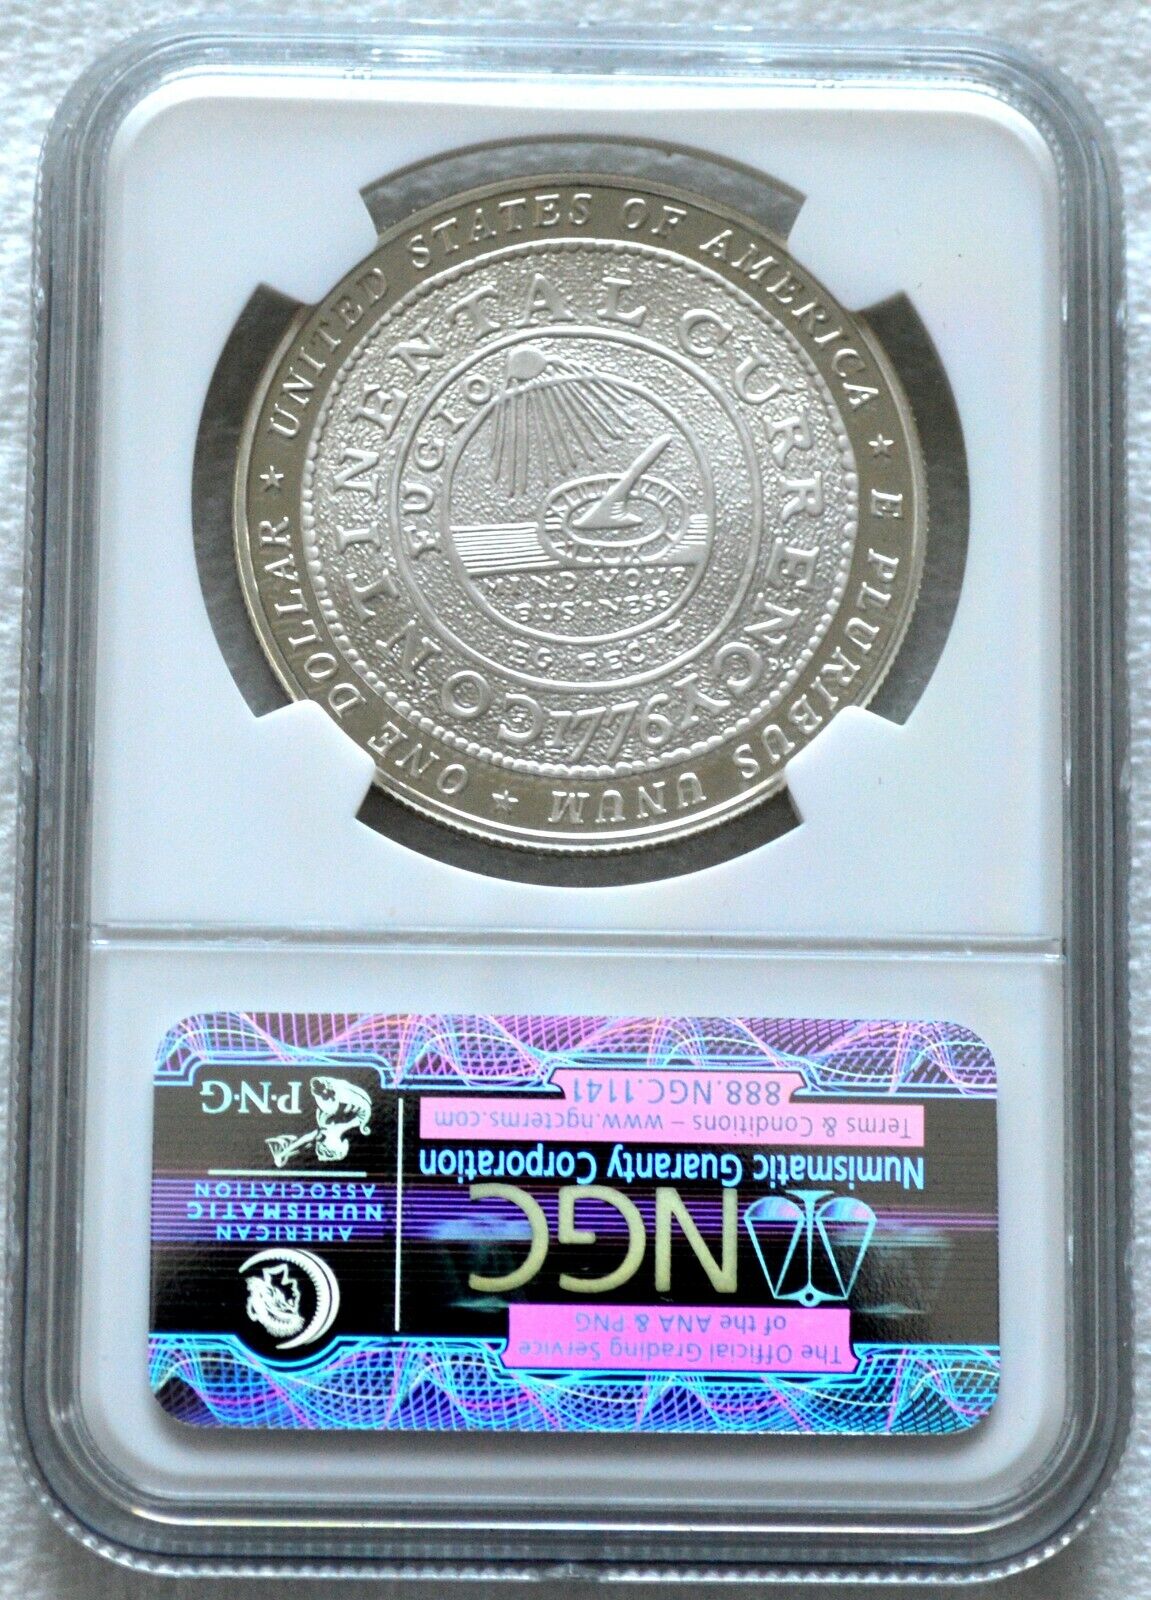 UNITED STATES OF AMERICA ★ E PLURIBUS UNUM ★ ONE DOLLAR ★
CONTINENTAL CURRENCY 1776
FUGIO
MIND YOUR
BUSINESS
EG FECIT
The Official Grading Service
of the ANA & PNG
NGC
Numismatic Guaranty Corporation
Terms & Conditions – www.ngcterms.com
888.NGC.1141
AMERICAN
NUMISMATIC
ASSOCIATION
P·N·G